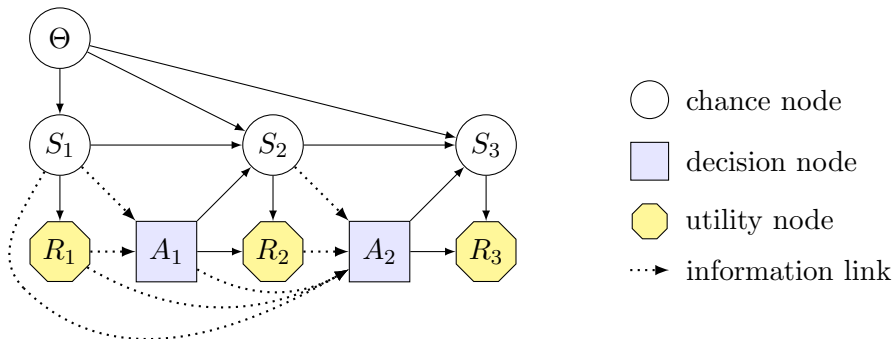 Θ
S₁ S₂ S₃
R₁ A₁ R₂ A₂ R₃
chance node
decision node
utility node
information link